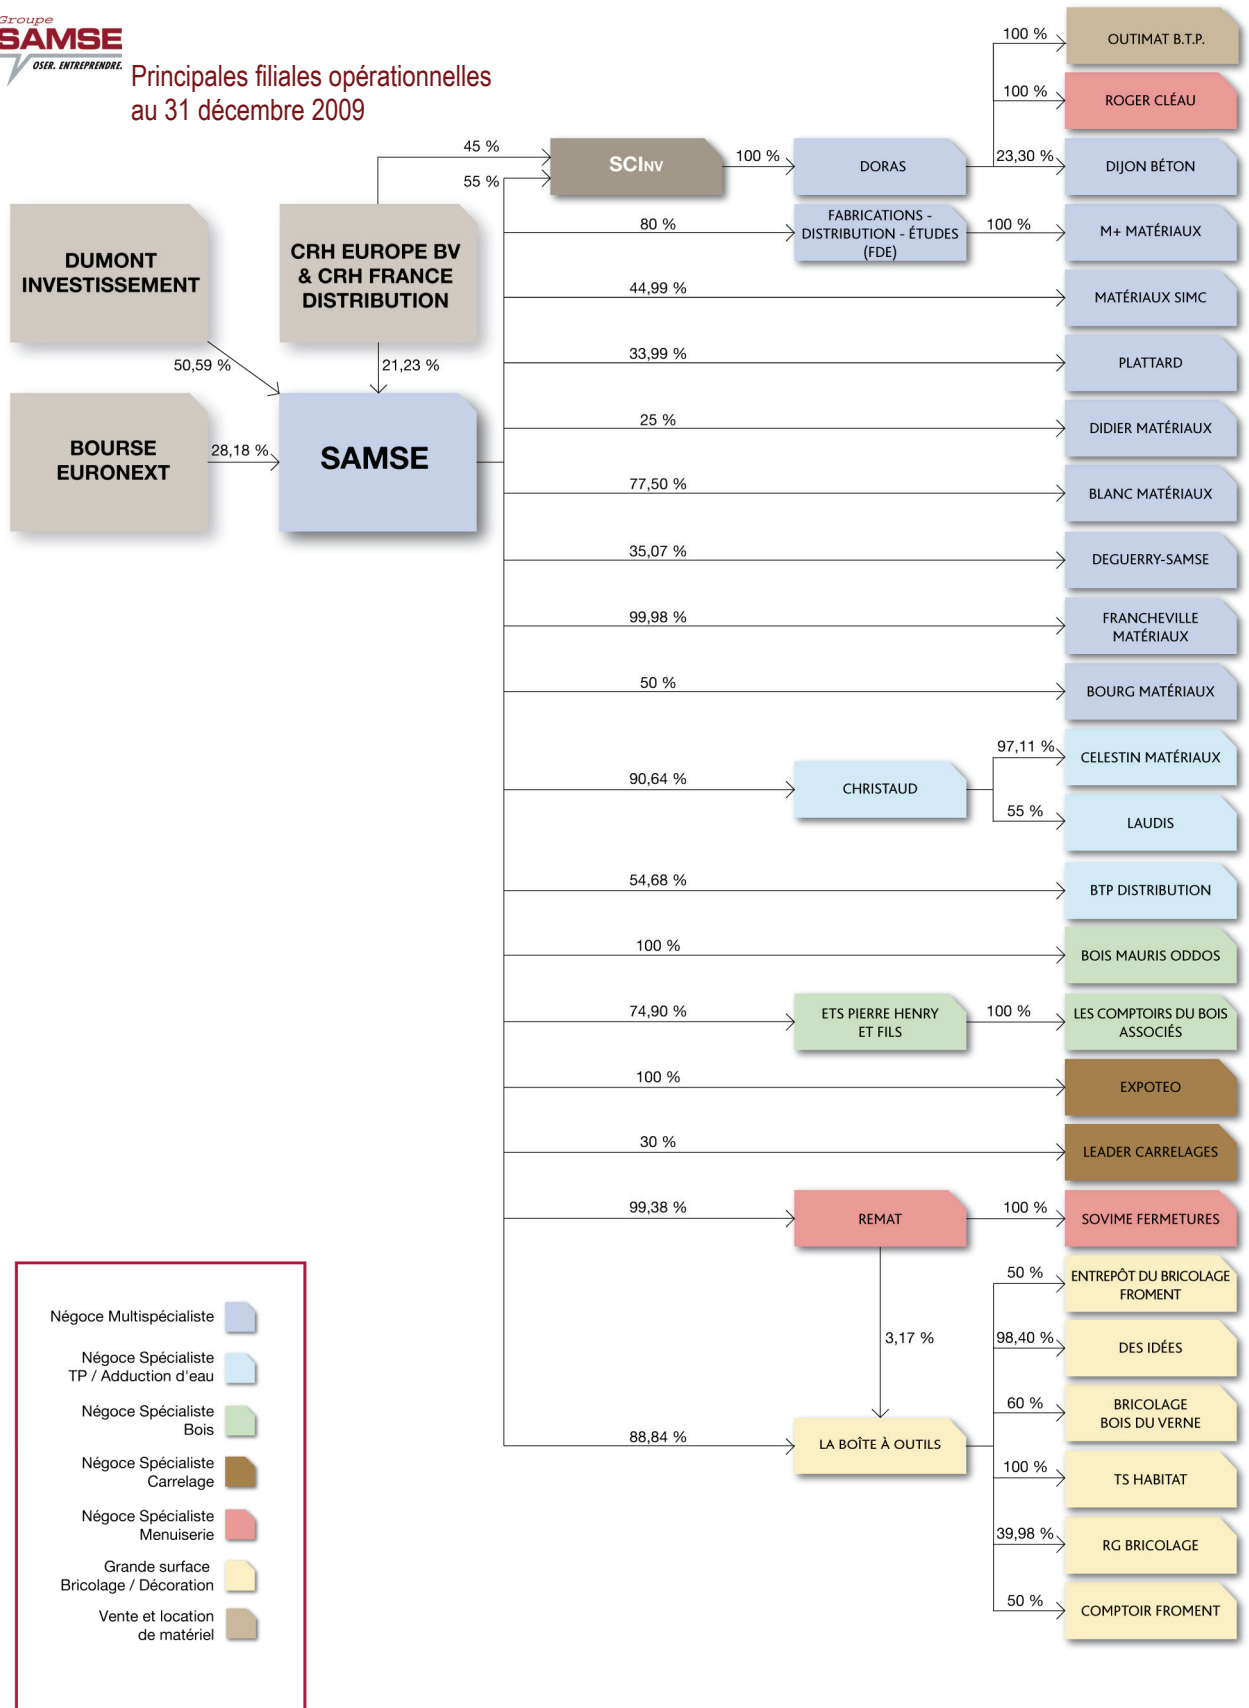 Groupe
SAMSE
OSER. ENTREPRENDRE.
Principales filiales opérationnelles
au 31 décembre 2009
DUMONT
INVESTISSEMENT
CRH EUROPE BV
& CRH FRANCE
DISTRIBUTION
BOURSE
EURONEXT
SAMSE
50,59 %
21,23 %
28,18 %
45 %
55 %
SCINV
100 %
DORAS
100 %
OUTIMAT B.T.P.
100 %
ROGER CLÉAU
23,30 %
DIJON BÉTON
80 %
FABRICATIONS -
DISTRIBUTION - ÉTUDES
(FDE)
100 %
M+ MATÉRIAUX
44,99 %
MATÉRIAUX SIMC
33,99 %
PLATTARD
25 %
DIDIER MATÉRIAUX
77,50 %
BLANC MATÉRIAUX
35,07 %
DEGUERRY-SAMSE
99,98 %
FRANCHEVILLE
MATÉRIAUX
50 %
BOURG MATÉRIAUX
90,64 %
CHRISTAUD
97,11 %
CELESTIN MATÉRIAUX
55 %
LAUDIS
54,68 %
BTP DISTRIBUTION
100 %
BOIS MAURIS ODDOS
74,90 %
ETS PIERRE HENRY
ET FILS
100 %
LES COMPTOIRS DU BOIS
ASSOCIÉS
100 %
EXPOTEO
30 %
LEADER CARRELAGES
99,38 %
REMAT
100 %
SOVIME FERMETURES
3,17 %
88,84 %
LA BOÎTE À OUTILS
50 %
ENTREPÔT DU BRICOLAGE
FROMENT
98,40 %
DES IDÉES
60 %
BRICOLAGE
BOIS DU VERNE
100 %
TS HABITAT
39,98 %
RG BRICOLAGE
50 %
COMPTOIR FROMENT
Négoce Multispécialiste
Négoce Spécialiste
TP / Adduction d'eau
Négoce Spécialiste
Bois
Négoce Spécialiste
Carrelage
Négoce Spécialiste
Menuiserie
Grande surface
Bricolage / Décoration
Vente et location
de matériel